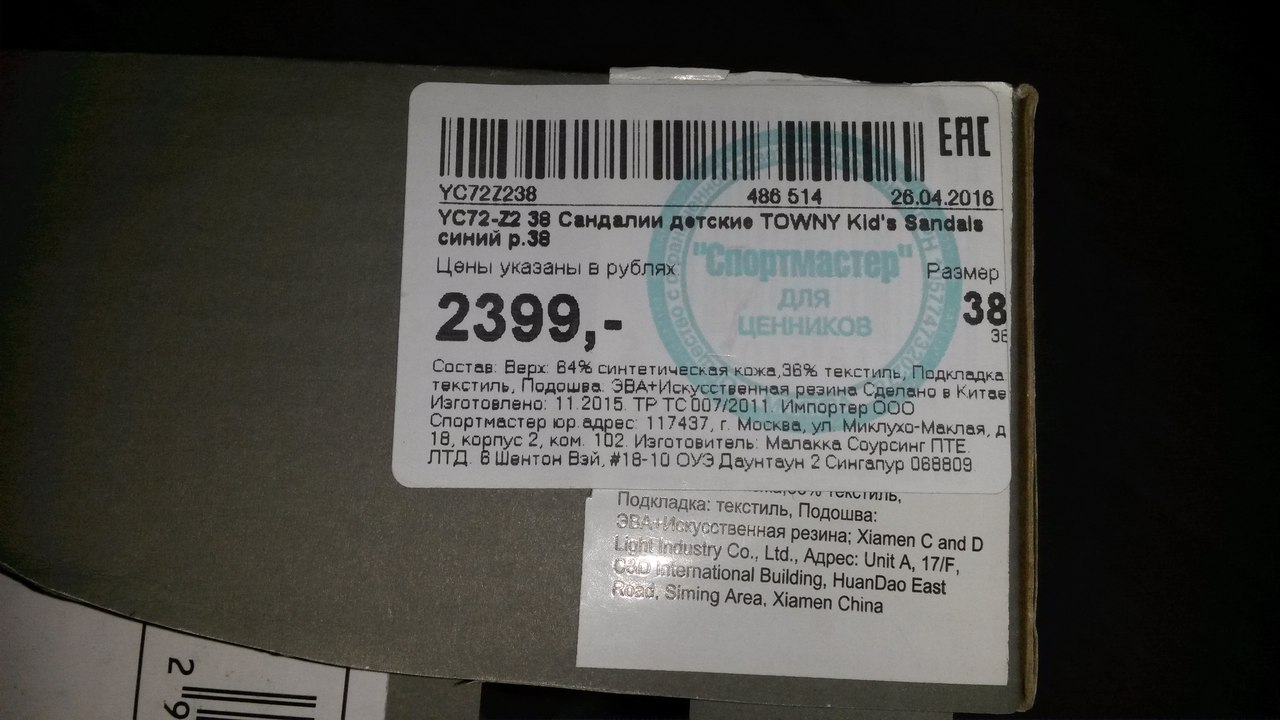 EAC
YC72Z238 486 514 26.04.2016
YC72-Z2 38 Сандалии детские TOWNY Kid's Sandals
синий р.38
Цены указаны в рублях Размер
2399,- 38
"Спортмастер"
ДЛЯ
ЦЕННИКОВ
Состав: Верх: 64% синтетическая кожа,36% текстиль, Подкладка
текстиль, Подошва: ЭВА+Искусственная резина Сделано в Китае
Изготовлено: 11.2015. ТР ТС 007/2011. Импортер ООО
Спортмастер юр.адрес: 117437, г. Москва, ул. Миклухо-Маклая, д
18, корпус 2, ком. 102. Изготовитель: Малакка Соурсинг ПТЕ.
ЛТД. 6 Шентон Вэй, #18-10 ОУЭ Даунтаун 2 Сингапур 068809
текстиль,
Подкладка: текстиль, Подошва:
ЭВА+Искусственная резина; Xiamen C and D
Light Industry Co., Ltd., Адрес: Unit A, 17/F,
C&D International Building, HuanDao East
Road, Siming Area, Xiamen China
2 9